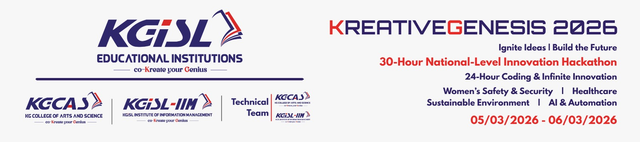 KGiSL
EDUCATIONAL INSTITUTIONS
co-Kreate your Genius
KGCAS
KG COLLEGE OF ARTS AND SCIENCE
co-Kreate your Genius
KGiSL-IIM
KGISL INSTITUTE OF INFORMATION MANAGEMENT
co-Kreate your Genius
Technical
Team
KGCAS
KGiSL-IIM
KREATIVEGENESIS 2026
Ignite Ideas | Build the Future
30-Hour National-Level Innovation Hackathon
24-Hour Coding & Infinite Innovation
Women's Safety & Security | Healthcare
Sustainable Environment | AI & Automation
05/03/2026 - 06/03/2026